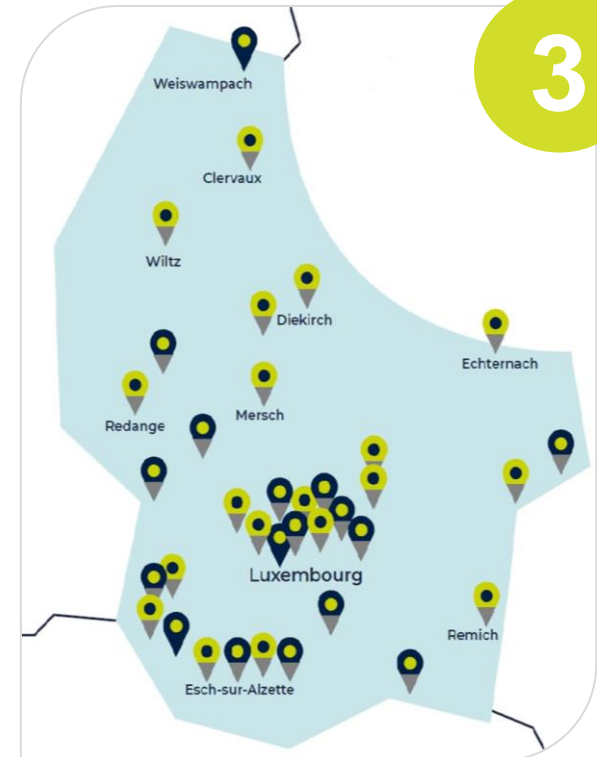 3
Weiswampach
Clervaux
Wiltz
Diekirch
Echternach
Redange
Mersch
Luxembourg
Remich
Esch-sur-Alzette